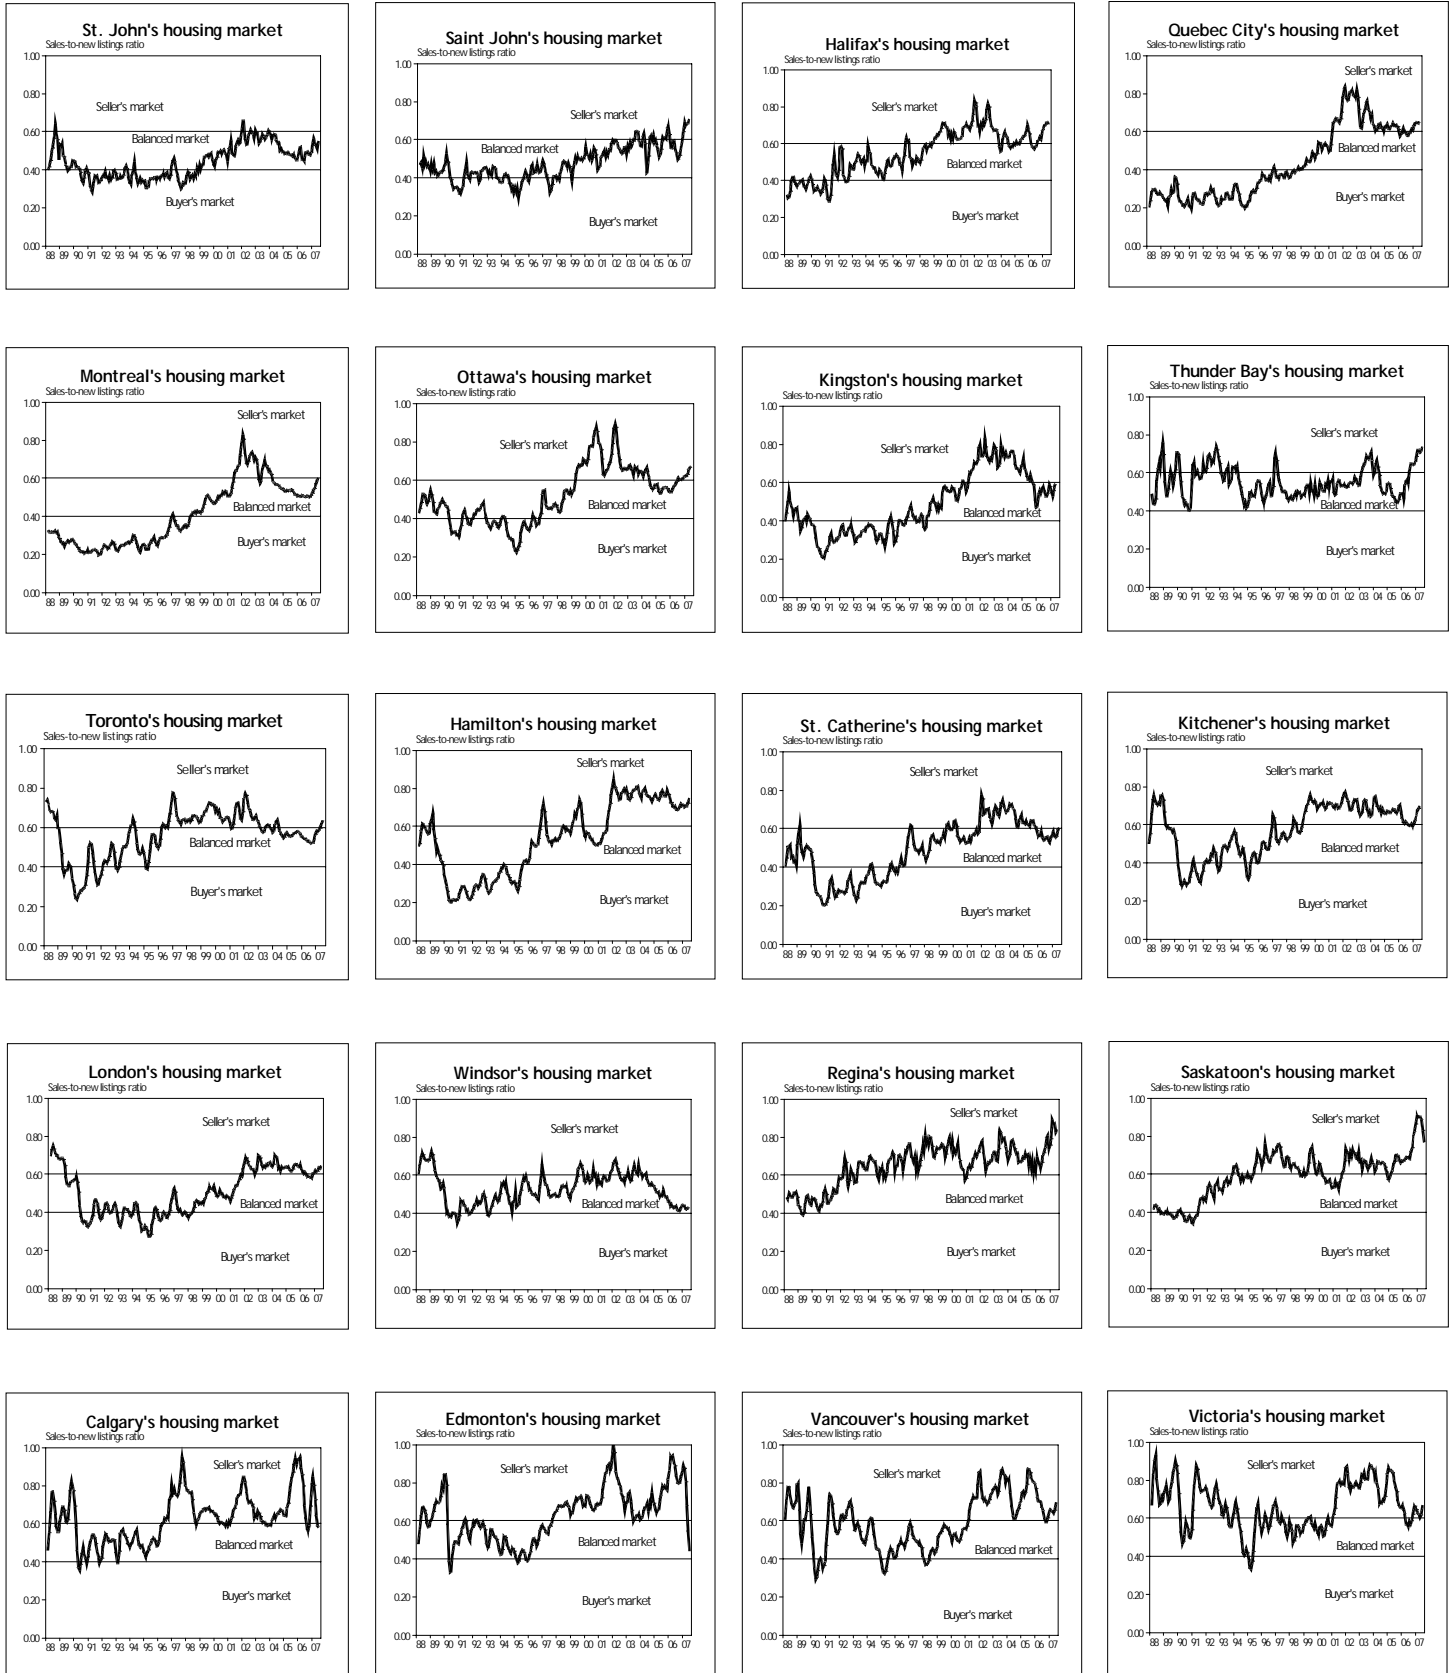 St. John's housing market
Sales-to-new listings ratio
1.00
0.80
Seller's market
0.60
Balanced market
0.40
Buyer's market
0.20
0.00
88 89 90 91 92 93 94 95 96 97 98 99 00 01 02 03 04 05 06 07
Saint John's housing market
Sales-to-new listings ratio
1.00
0.80
Seller's market
0.60
Balanced market
0.40
0.20
Buyer's market
0.00
88 89 90 91 92 93 94 95 96 97 98 99 00 01 02 03 04 05 06 07
Halifax's housing market
Sales-to-new listings ratio
1.00
0.80
Seller's market
0.60
Balanced market
0.40
0.20
Buyer's market
0.00
88 89 90 91 92 93 94 95 96 97 98 99 00 01 02 03 04 05 06 07
Quebec City's housing market
Sales-to-new listings ratio
1.00
Seller's market
0.80
0.60
Balanced market
0.40
Buyer's market
0.20
0.00
88 89 90 91 92 93 94 95 96 97 98 99 00 01 02 03 04 05 06 07
Montreal's housing market
Sales-to-new listings ratio
1.00
Seller's market
0.80
0.60
Balanced market
0.40
Buyer's market
0.20
0.00
88 89 90 91 92 93 94 95 96 97 98 99 00 01 02 03 04 05 06 07
Ottawa's housing market
Sales-to-new listings ratio
1.00
0.80
Seller's market
0.60
Balanced market
0.40
Buyer's market
0.20
0.00
88 89 90 91 92 93 94 95 96 97 98 99 00 01 02 03 04 05 06 07
Kingston's housing market
Sales-to-new listings ratio
1.00
0.80
Seller's market
0.60
Balanced market
0.40
Buyer's market
0.20
0.00
88 89 90 91 92 93 94 95 96 97 98 99 00 01 02 03 04 05 06 07
Thunder Bay's housing market
Sales-to-new listings ratio
1.00
Seller's market
0.80
0.60
Balanced market
0.40
Buyer's market
0.20
0.00
88 89 90 91 92 93 94 95 96 97 98 99 00 01 02 03 04 05 06 07
Toronto's housing market
Sales-to-new listings ratio
1.00
Seller's market
0.80
0.60
Balanced market
0.40
Buyer's market
0.20
0.00
88 89 90 91 92 93 94 95 96 97 98 99 00 01 02 03 04 05 06 07
Hamilton's housing market
Sales-to-new listings ratio
1.00
Seller's market
0.80
0.60
Balanced market
0.40
Buyer's market
0.20
0.00
88 89 90 91 92 93 94 95 96 97 98 99 00 01 02 03 04 05 06 07
St. Catherine's housing market
Sales-to-new listings ratio
1.00
Seller's market
0.80
0.60
Balanced market
0.40
0.20
Buyer's market
0.00
88 89 90 91 92 93 94 95 96 97 98 99 00 01 02 03 04 05 06 07
Kitchener's housing market
Sales-to-new listings ratio
1.00
Seller's market
0.80
0.60
Balanced market
0.40
0.20
Buyer's market
0.00
88 89 90 91 92 93 94 95 96 97 98 99 00 01 02 03 04 05 06 07
London's housing market
Sales-to-new listings ratio
1.00
Seller's market
0.80
0.60
Balanced market
0.40
0.20
Buyer's market
0.00
88 89 90 91 92 93 94 95 96 97 98 99 00 01 02 03 04 05 06 07
Windsor's housing market
Sales-to-new listings ratio
1.00
Seller's market
0.80
0.60
Balanced market
0.40
0.20
Buyer's market
0.00
88 89 90 91 92 93 94 95 96 97 98 99 00 01 02 03 04 05 06 07
Regina's housing market
Sales-to-new listings ratio
1.00
Seller's market
0.80
0.60
Balanced market
0.40
0.20
Buyer's market
0.00
88 89 90 91 92 93 94 95 96 97 98 99 00 01 02 03 04 05 06 07
Saskatoon's housing market
Sales-to-new listings ratio
1.00
Seller's market
0.80
0.60
Balanced market
0.40
0.20
Buyer's market
0.00
88 89 90 91 92 93 94 95 96 97 98 99 00 01 02 03 04 05 06 07
Calgary's housing market
Sales-to-new listings ratio
1.00
Seller's market
0.80
0.60
Balanced market
0.40
Buyer's market
0.20
0.00
88 89 90 91 92 93 94 95 96 97 98 99 00 01 02 03 04 05 06 07
Edmonton's housing market
Sales-to-new listings ratio
1.00
Seller's market
0.80
0.60
Balanced market
0.40
0.20
Buyer's market
0.00
88 89 90 91 92 93 94 95 96 97 98 99 00 01 02 03 04 05 06 07
Vancouver's housing market
Sales-to-new listings ratio
1.00
Seller's market
0.80
0.60
Balanced market
0.40
0.20
Buyer's market
0.00
88 89 90 91 92 93 94 95 96 97 98 99 00 01 02 03 04 05 06 07
Victoria's housing market
Sales-to-new listings ratio
1.00
Seller's market
0.80
0.60
Balanced market
0.40
Buyer's market
0.20
0.00
88 89 90 91 92 93 94 95 96 97 98 99 00 01 02 03 04 05 06 07